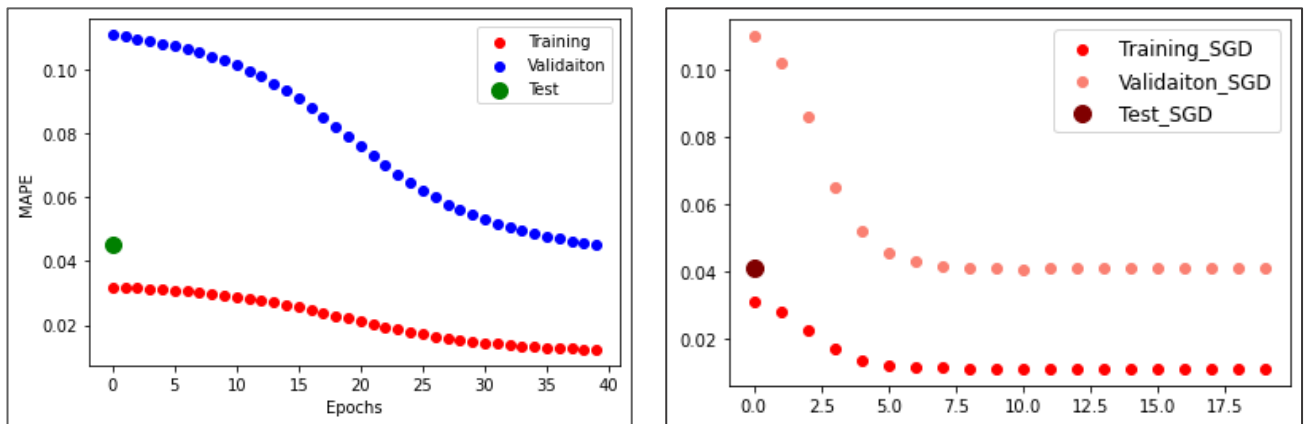 MAPE
0.10
0.08
0.06
0.04
0.02
0 5 10 15 20 25 30 35 40
Epochs
Training
Validaiton
Test
0.10
0.08
0.06
0.04
0.02
0.0 2.5 5.0 7.5 10.0 12.5 15.0 17.5
Training_SGD
Validaiton_SGD
Test_SGD